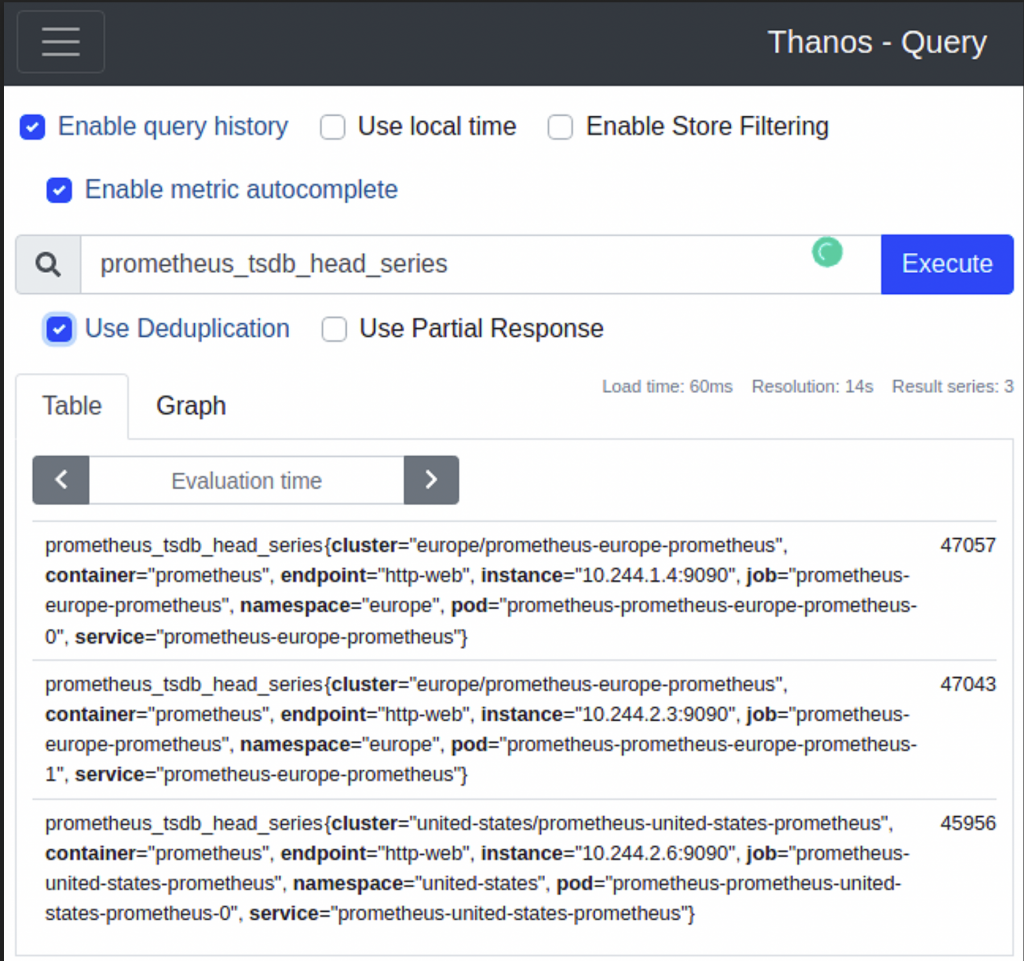 Thanos - Query
Enable query history Use local time Enable Store Filtering
Enable metric autocomplete
prometheus_tsdb_head_series Execute
Use Deduplication Use Partial Response
Load time: 60ms Resolution: 14s Result series: 3
Table Graph
Evaluation time
prometheus_tsdb_head_series{cluster="europe/prometheus-europe-prometheus", 47057
container="prometheus", endpoint="http-web", instance="10.244.1.4:9090", job="prometheus-
europe-prometheus", namespace="europe", pod="prometheus-prometheus-europe-prometheus-
0", service="prometheus-europe-prometheus"}
prometheus_tsdb_head_series{cluster="europe/prometheus-europe-prometheus", 47043
container="prometheus", endpoint="http-web", instance="10.244.2.3:9090", job="prometheus-
europe-prometheus", namespace="europe", pod="prometheus-prometheus-europe-prometheus-
1", service="prometheus-europe-prometheus"}
prometheus_tsdb_head_series{cluster="united-states/prometheus-united-states-prometheus", 45956
container="prometheus", endpoint="http-web", instance="10.244.2.6:9090", job="prometheus-
united-states-prometheus", namespace="united-states", pod="prometheus-prometheus-united-
states-prometheus-0", service="prometheus-united-states-prometheus"}